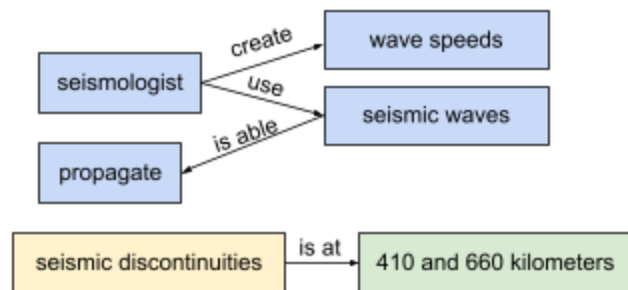 create
wave speeds
seismologist
use
seismic waves
is able
propagate
seismic discontinuities
is at
410 and 660 kilometers